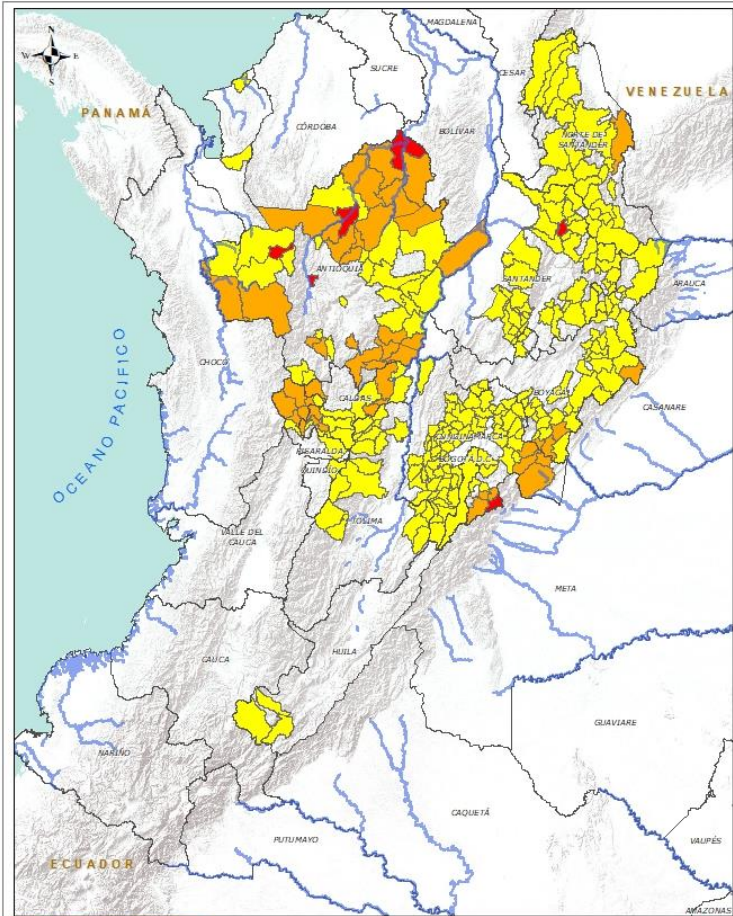 MAGDALENA
N
W E
S
CESAR
SUCRE
VENEZUELA
PANAMÁ
CÓRDOBA
BOLÍVAR
NORTE DE
SANTANDER
ANTIOQUIA
SANTANDER
ARAUCA
OCEANO PACIFICO
CHOCÓ
CALDAS
BOYACÁ
CASANARE
CUNDINAMARCA
RISARALDA
BOGOTÁ, D.C.
QUINDÍO
TOLIMA
VALLE DEL
CAUCA
META
HUILA
CAUCA
GUAVIARE
NARIÑO
CAQUETÁ
PUTUMAYO
VAUPÉS
ECUADOR
AMAZONAS